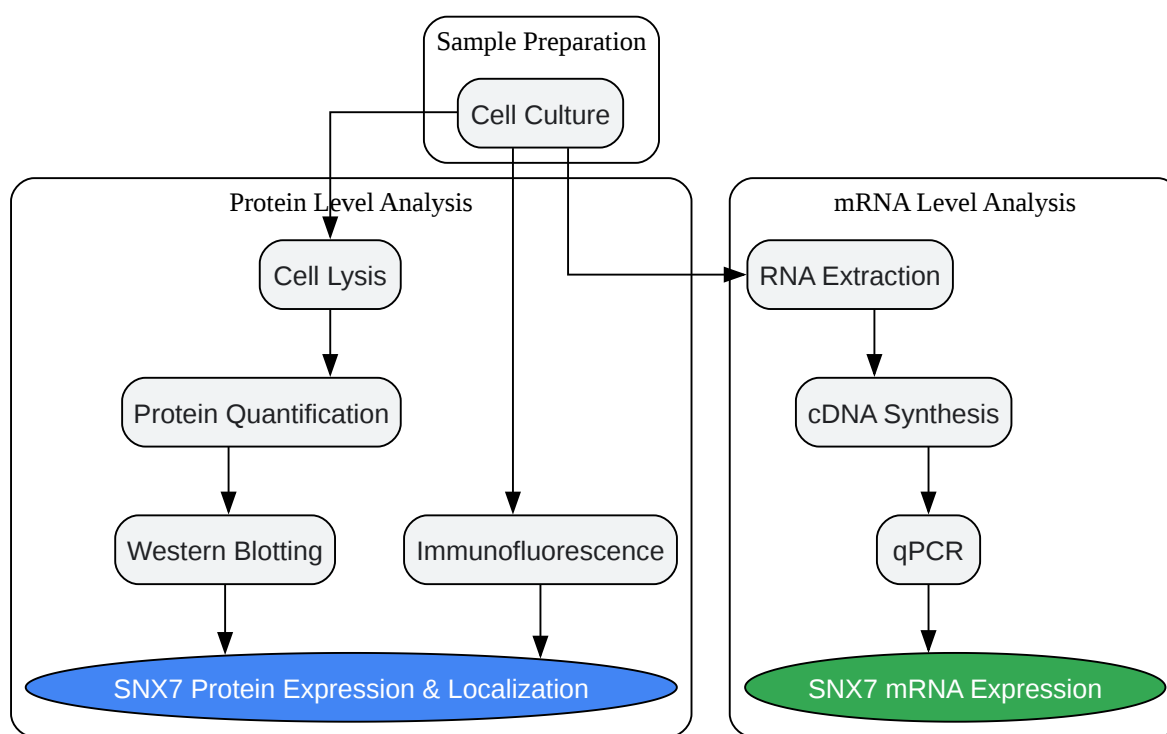 Sample Preparation
Cell Culture
Protein Level Analysis
mRNA Level Analysis
Cell Lysis
RNA Extraction
Protein Quantification
cDNA Synthesis
Western Blotting
Immunofluorescence
qPCR
SNX7 Protein Expression & Localization
SNX7 mRNA Expression